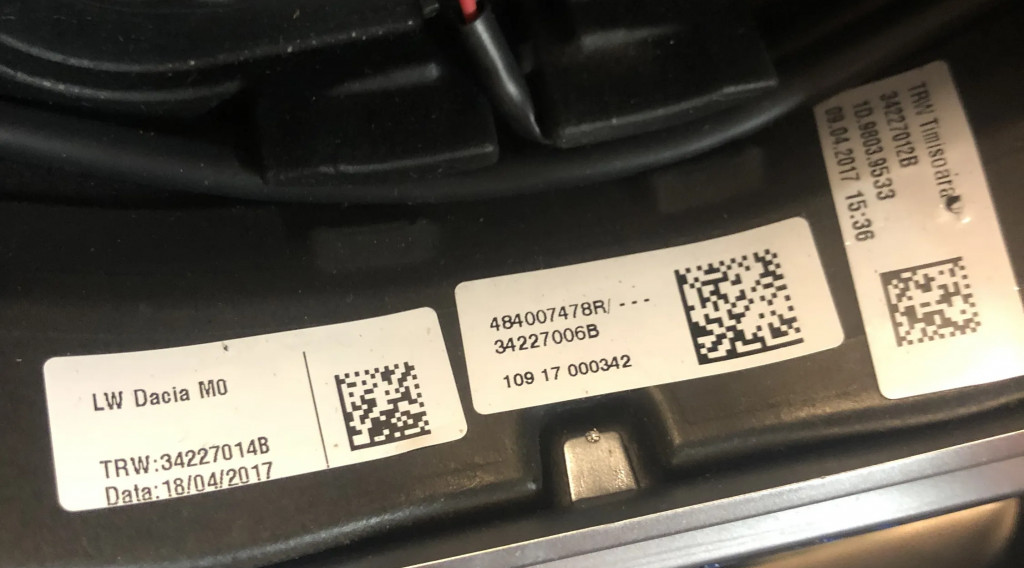 LW Dacia M0
TRW:34227014B
Data:18/04/2017
484007478R/ ---
34227006B
109 17 000342
TRW Timisoara
34227012B
1D.9803.9533
09.04.2017 15:36